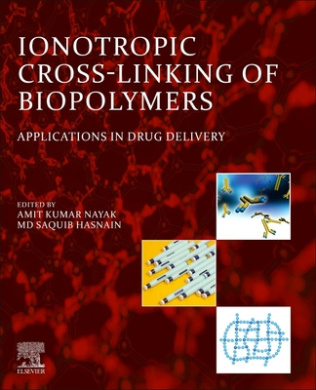 IONOTROPIC
CROSS-LINKING OF
BIOPOLYMERS
APPLICATIONS IN DRUG DELIVERY
EDITED BY
AMIT KUMAR NAYAK
MD SAQUIB HASNAIN
ELSEVIER